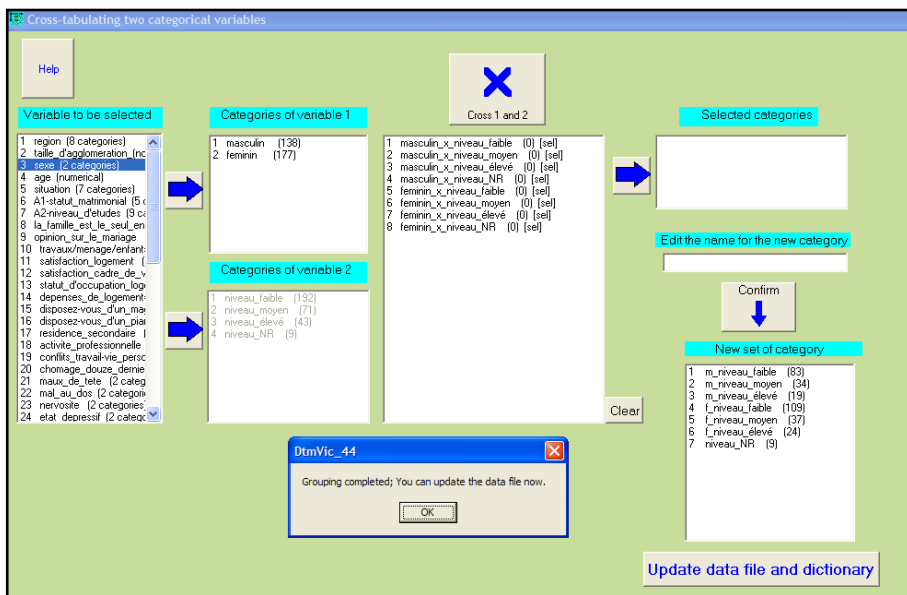 Cross-tabulating two categorical variables
Help
Variable to be selected
1 region (8 categories)
2 taille_d'agglomeration (no
3 sexe (2 categories)
4 age (numerical)
5 situation (7 categories)
6 A1-statut_matrimonial (5 c
7 A2-niveau_d'etudes (9 ca
8 la_famille_est_le_seul_en
9 opinion_sur_le_mariage
10 travaux/menage/enfant
11 satisfaction_logement (
12 satisfaction_cadre_de_v
13 statut_d'occupation_log
14 depenses_de_logement
15 disposez-vous_d'un_ma
16 disposez-vous_d'un_pia
17 residence_secondaire (
18 activite_professionnelle
19 conflits_travail-vie_perso
20 chomage_douze_dernie
21 maux_de_tete (2 categ
22 mal_au_dos (2 categori
23 nervosite (2 categories
24 etat_depressif (2 catego
Categories of variable 1
1 masculin (138)
2 feminin (177)
Categories of variable 2
1 niveau_faible (192)
2 niveau_moyen (71)
3 niveau_élevé (43)
4 niveau_NR (9)
Cross 1 and 2
1 masculin_x_niveau_faible (0) [sel]
2 masculin_x_niveau_moyen (0) [sel]
3 masculin_x_niveau_élevé (0) [sel]
4 masculin_x_niveau_NR (0) [sel]
5 feminin_x_niveau_faible (0) [sel]
6 feminin_x_niveau_moyen (0) [sel]
7 feminin_x_niveau_élevé (0) [sel]
8 feminin_x_niveau_NR (0) [sel]
Clear
Selected categories
Edit the name for the new category
Confirm
New set of category
1 m_niveau_faible (83)
2 m_niveau_moyen (34)
3 m_niveau_élevé (19)
4 f_niveau_faible (109)
5 f_niveau_moyen (37)
6 f_niveau_élevé (24)
7 niveau_NR (9)
DtmVic_44
Grouping completed; You can update the data file now.
OK
Update data file and dictionary